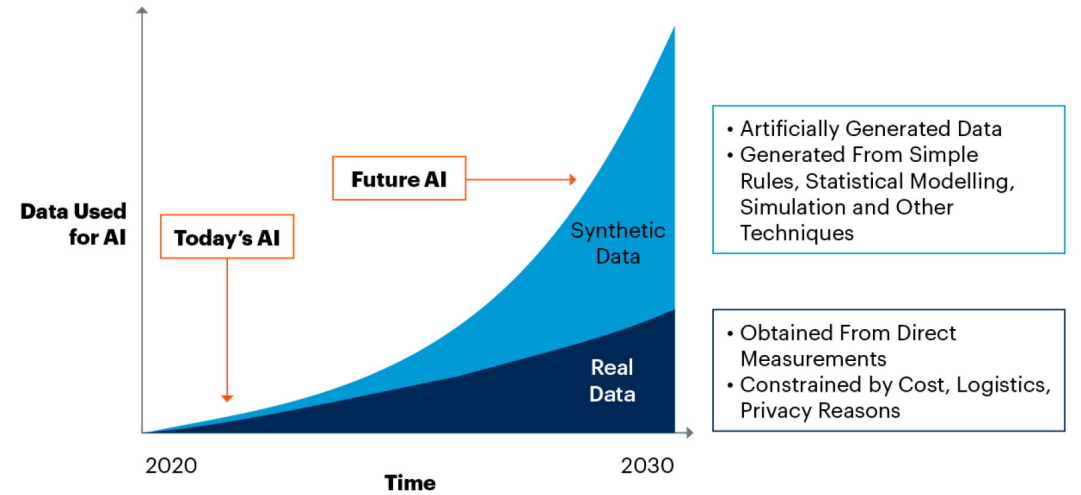 Data Used
for AI
Today's AI
Future AI
Synthetic
Data
Real
Data
2020
2030
Time
• Artificially Generated Data
• Generated From Simple
Rules, Statistical Modelling,
Simulation and Other
Techniques
• Obtained From Direct
Measurements
• Constrained by Cost, Logistics,
Privacy Reasons